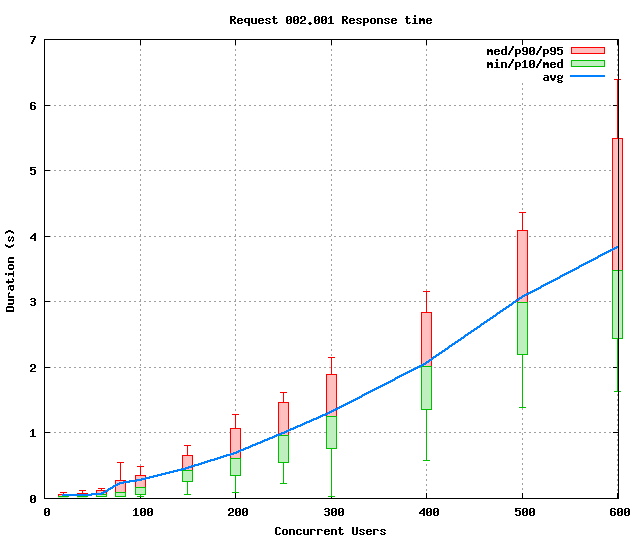 Request 002.001 Response time
med/p90/p95
min/p10/med
avg
7
6
5
4
3
2
1
0
Duration (s)
0 100 200 300 400 500 600
Concurrent Users